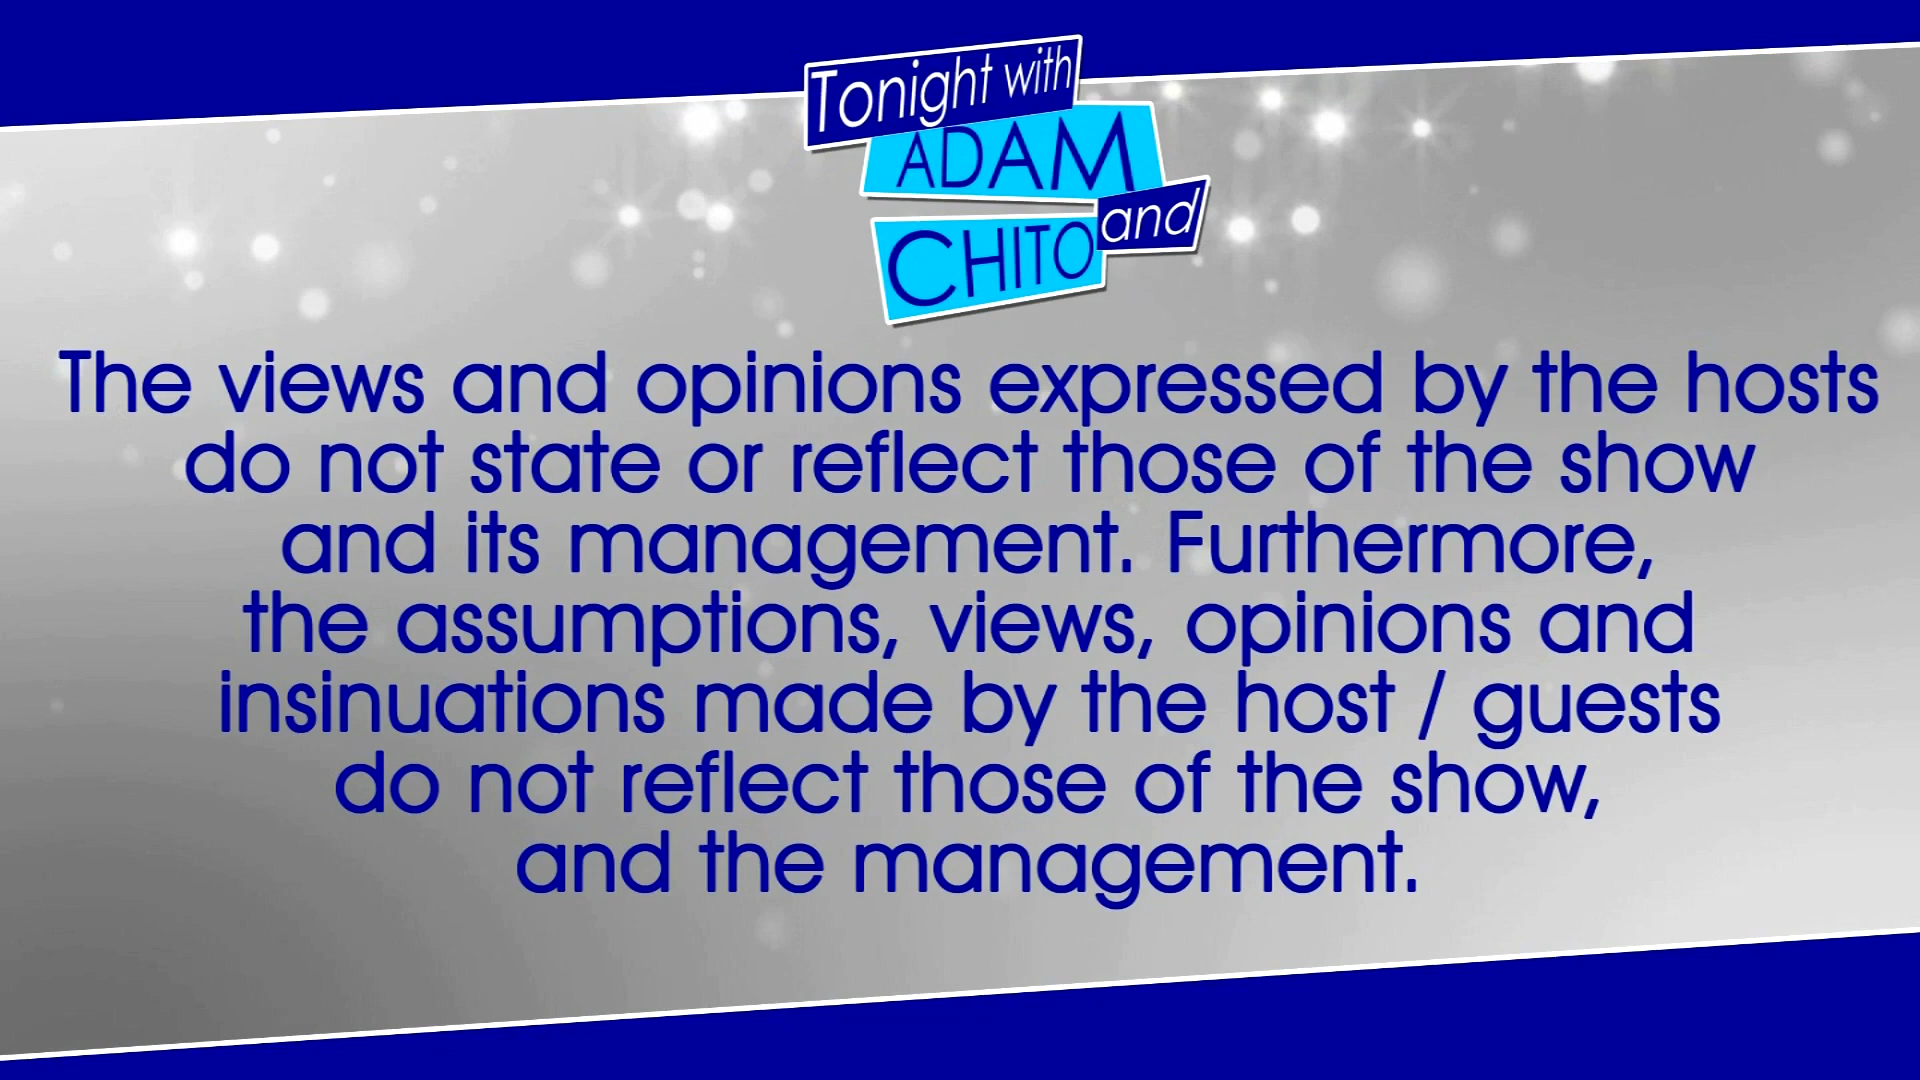 Tonight with
ADAM
and
CHITO
The views and opinions expressed by the hosts
do not state or reflect those of the show
and its management. Furthermore,
the assumptions, views, opinions and
insinuations made by the host / guests
do not reflect those of the show,
and the management.